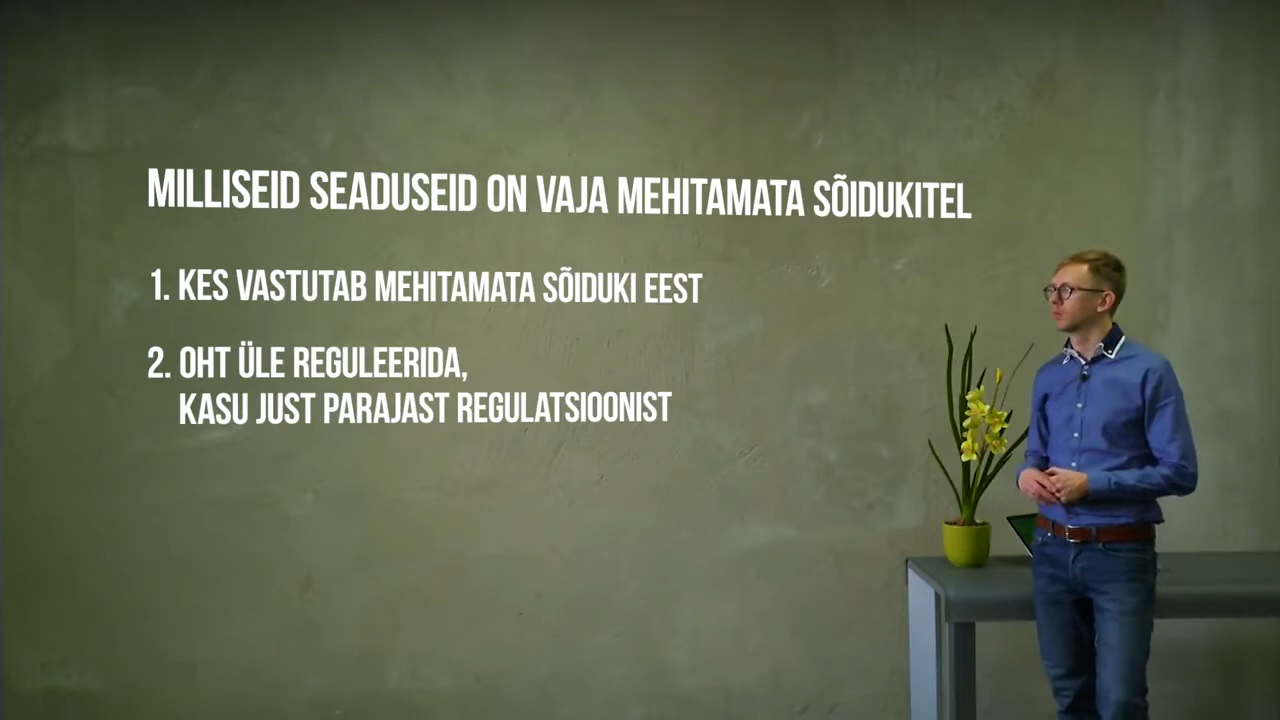 MILLISEID SEADUSEID ON VAJA MEHITAMATA SÕIDUKITEL
1. KES VASTUTAB MEHITAMATA SÕIDUKI EEST
2. OHT ÜLE REGULEERIDA,
KASU JUST PARAJAST REGULATSIOONIST